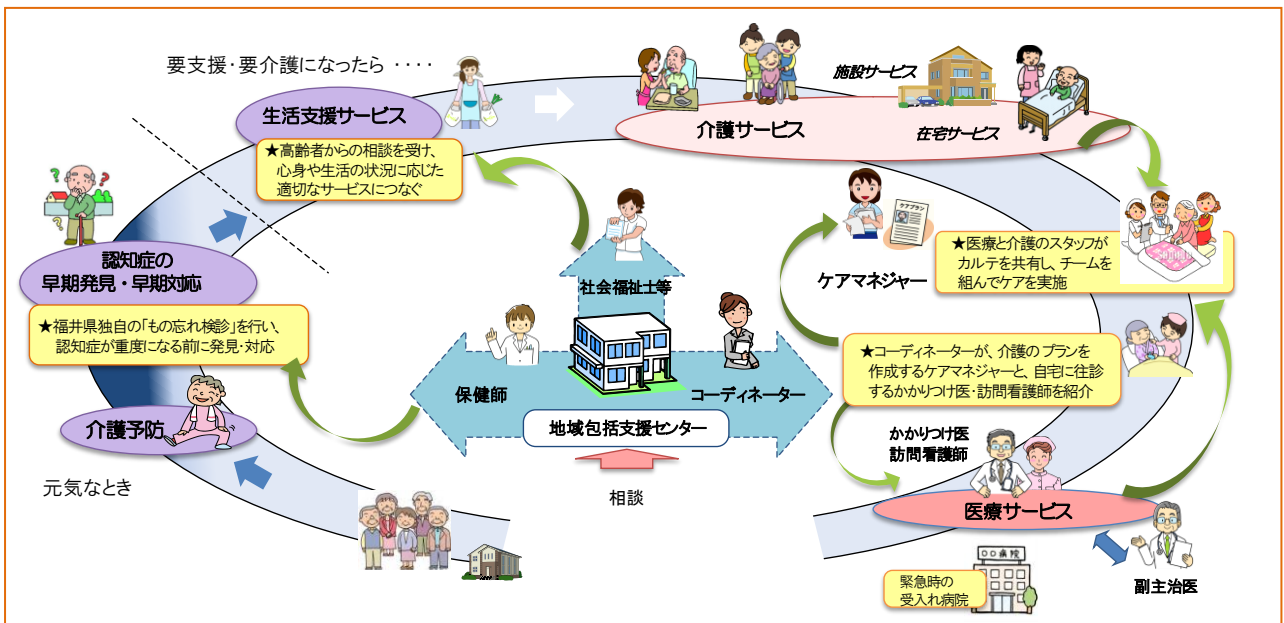 要支援・要介護になったら ････
生活支援サービス
★高齢者からの相談を受け、
心身や生活の状況に応じた
適切なサービスにつなぐ
施設サービス
介護サービス
在宅サービス
認知症の
早期発見・早期対応
★福井県独自の「もの忘れ検診」を行い、
認知症が重度になる前に発見・対応
介護予防
元気なとき
社会福祉士等
保健師
コーディネーター
地域包括支援センター
相談
ケアプラン
ケアマネジャー
★医療と介護のスタッフが
カルテを共有し、チームを
組んでケアを実施
★コーディネーターが、介護のプランを
作成するケアマネジャーと、自宅に往診
するかかりつけ医・訪問看護師を紹介
かかりつけ医
訪問看護師
医療サービス
〇〇病院
緊急時の
受入れ病院
副主治医